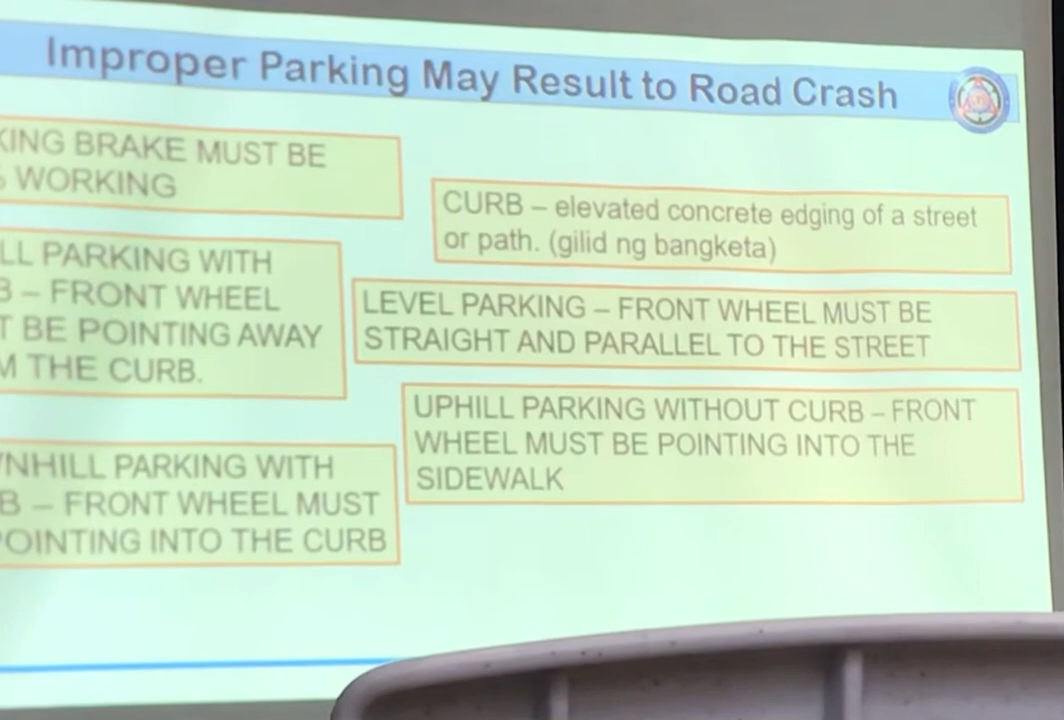 Improper Parking May Result to Road Crash
KING BRAKE MUST BE
WORKING
LL PARKING WITH
B – FRONT WHEEL
T BE POINTING AWAY
M THE CURB.
NHILL PARKING WITH
B – FRONT WHEEL MUST
POINTING INTO THE CURB
CURB – elevated concrete edging of a street
or path. (gilid ng bangketa)
LEVEL PARKING – FRONT WHEEL MUST BE
STRAIGHT AND PARALLEL TO THE STREET
UPHILL PARKING WITHOUT CURB – FRONT
WHEEL MUST BE POINTING INTO THE
SIDEWALK